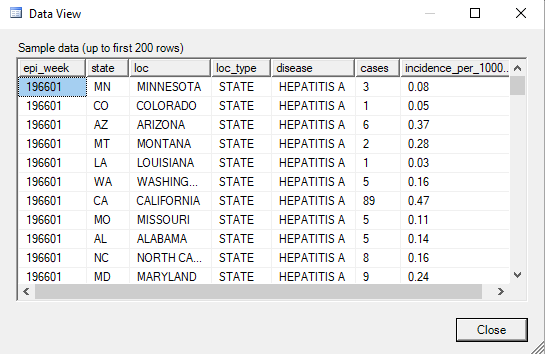 Data View
Sample data (up to first 200 rows)
epi_week state loc loc_type disease cases incidence_per_1000...
196601 MN MINNESOTA STATE HEPATITIS A 3 0.08
196601 CO COLORADO STATE HEPATITIS A 1 0.05
196601 AZ ARIZONA STATE HEPATITIS A 6 0.37
196601 MT MONTANA STATE HEPATITIS A 2 0.28
196601 LA LOUISIANA STATE HEPATITIS A 1 0.03
196601 WA WASHING... STATE HEPATITIS A 5 0.16
196601 CA CALIFORNIA STATE HEPATITIS A 89 0.47
196601 MO MISSOURI STATE HEPATITIS A 5 0.11
196601 AL ALABAMA STATE HEPATITIS A 5 0.14
196601 NC NORTH CA... STATE HEPATITIS A 8 0.16
196601 MD MARYLAND STATE HEPATITIS A 9 0.24
Close